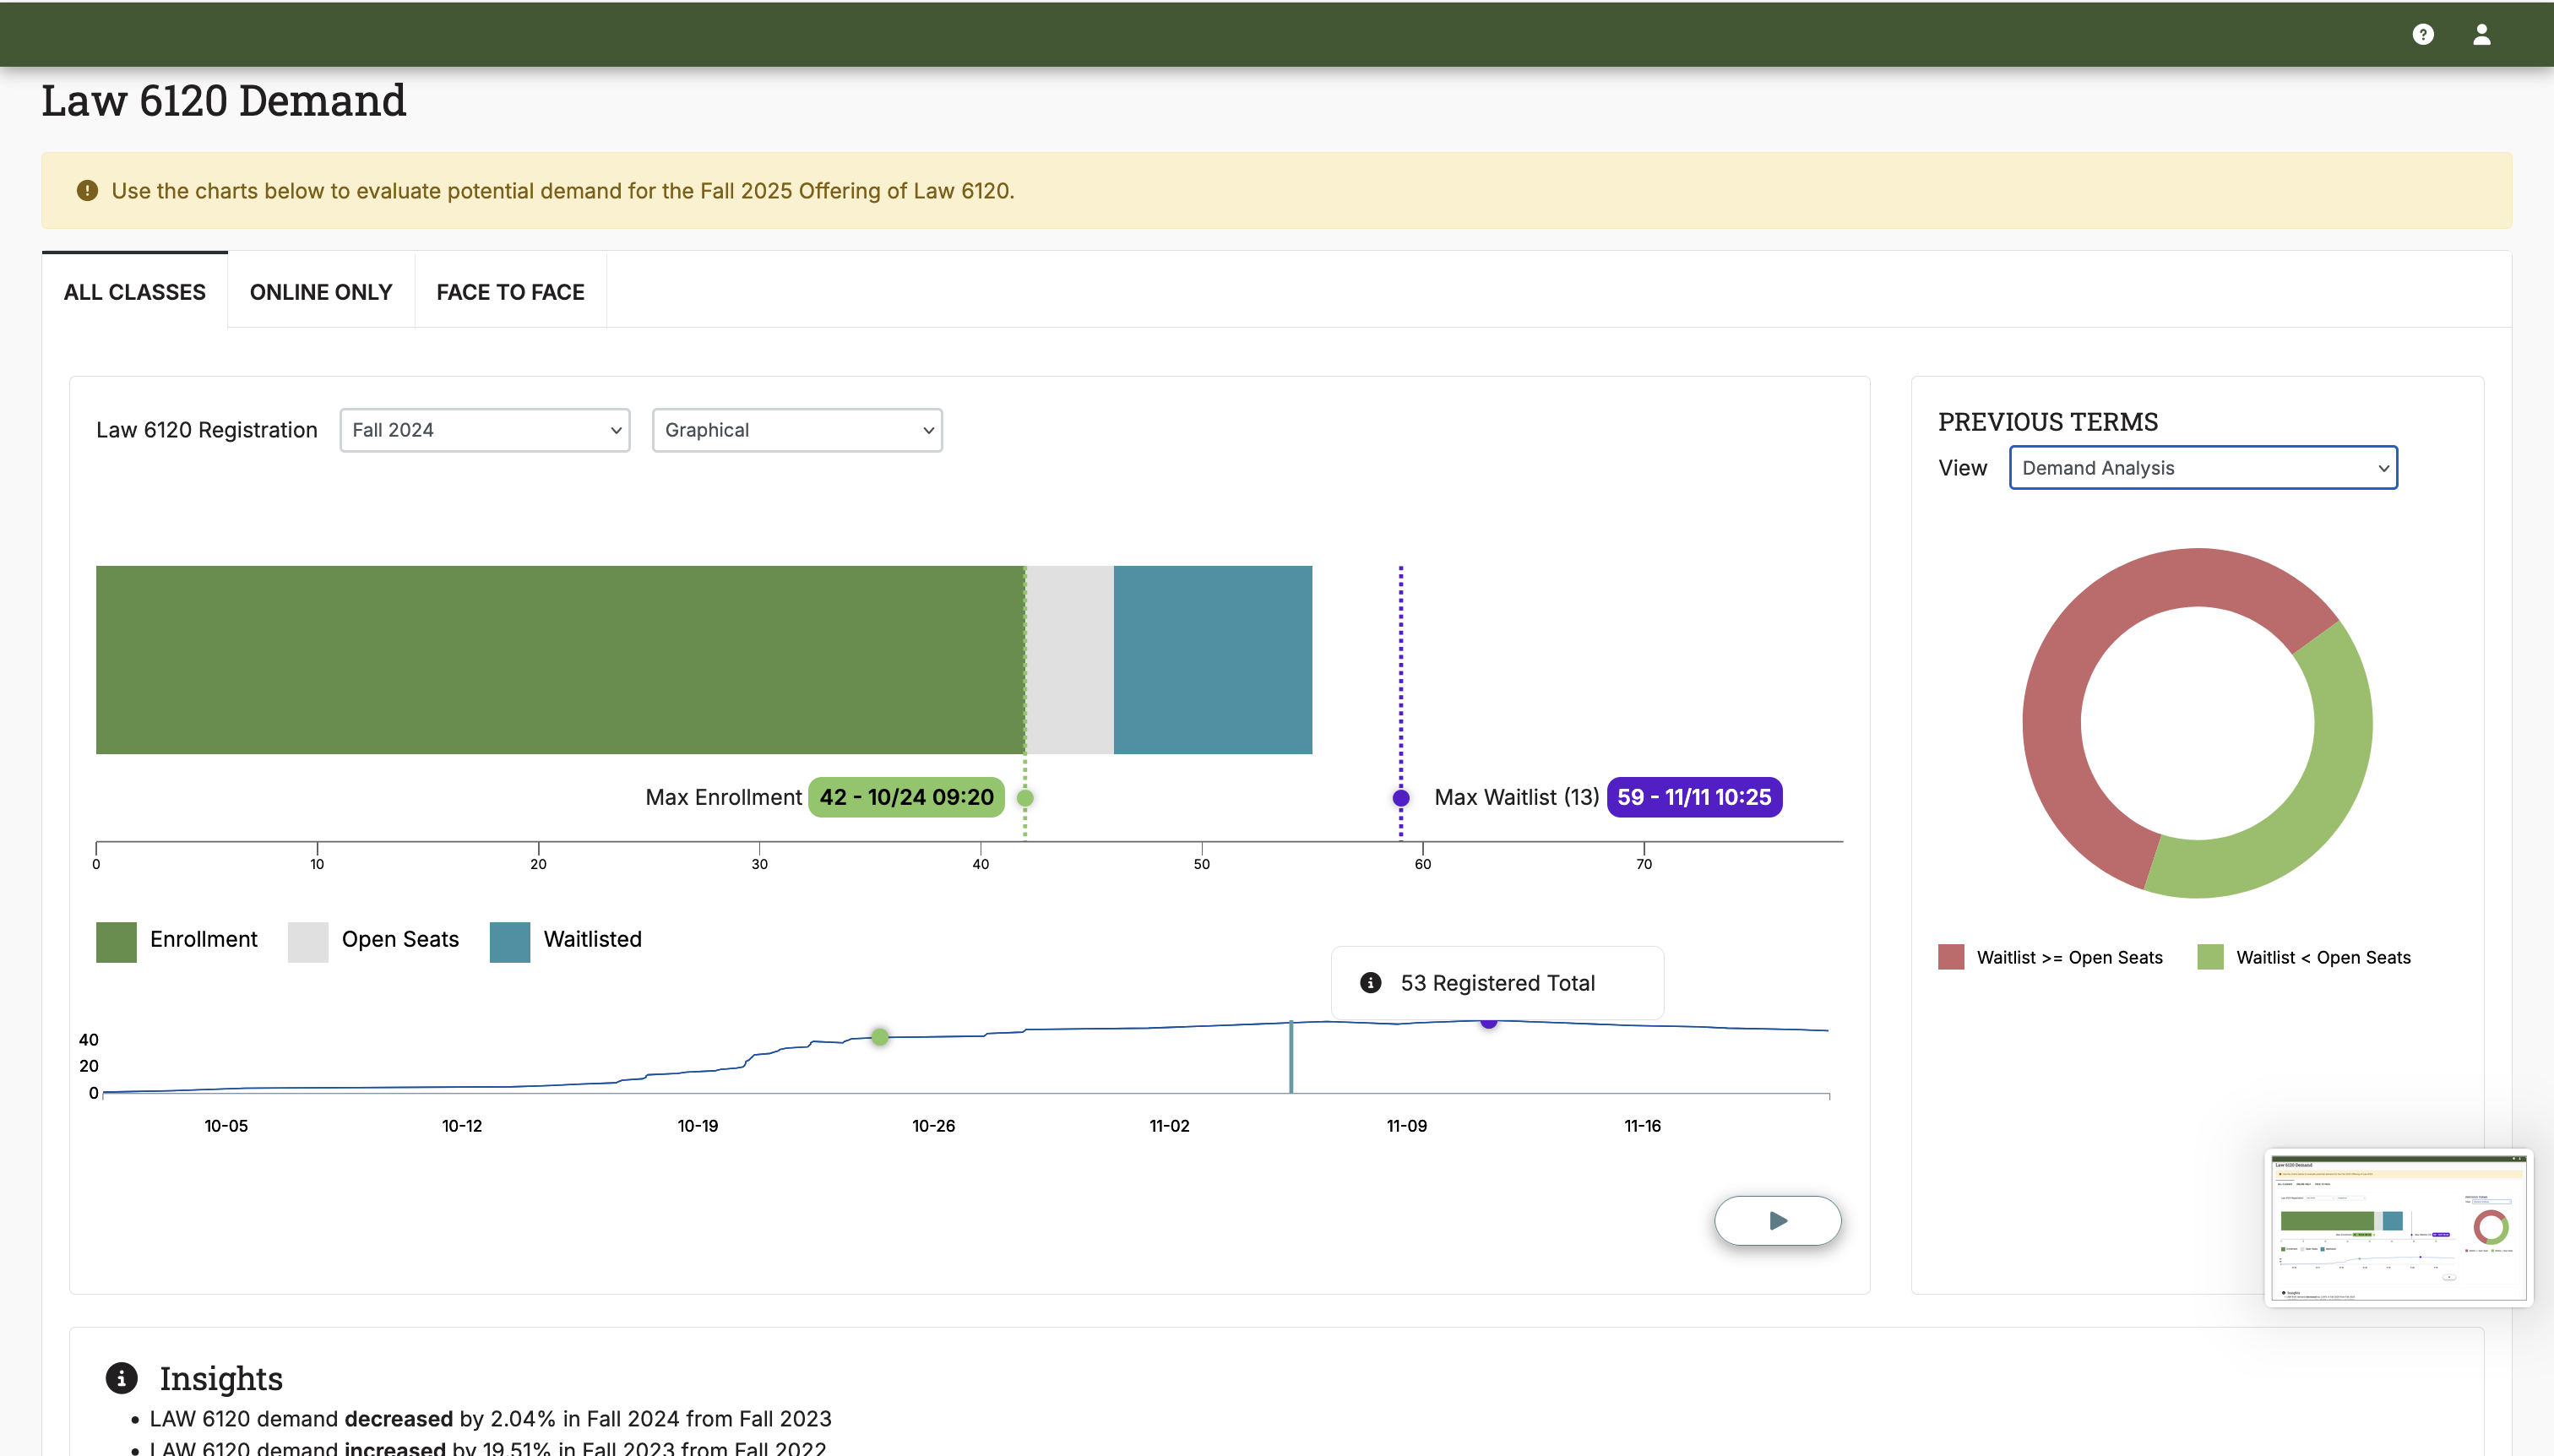 Law 6120 Demand
Use the charts below to evaluate potential demand for the Fall 2025 Offering of Law 6120.
ALL CLASSES
ONLINE ONLY
FACE TO FACE
Law 6120 Registration
Fall 2024
Graphical
Max Enrollment 42 - 10/24 09:20
Max Waitlist (13) 59 - 11/11 10:25
0 10 20 30 40 50 60 70
Enrollment
Open Seats
Waitlisted
53 Registered Total
40
20
0
10-05 10-12 10-19 10-26 11-02 11-09 11-16
PREVIOUS TERMS
View
Demand Analysis
Waitlist >= Open Seats
Waitlist < Open Seats
Insights
• LAW 6120 demand decreased by 2.04% in Fall 2024 from Fall 2023
• LAW 6120 demand increased by 19.51% in Fall 2023 from Fall 2022